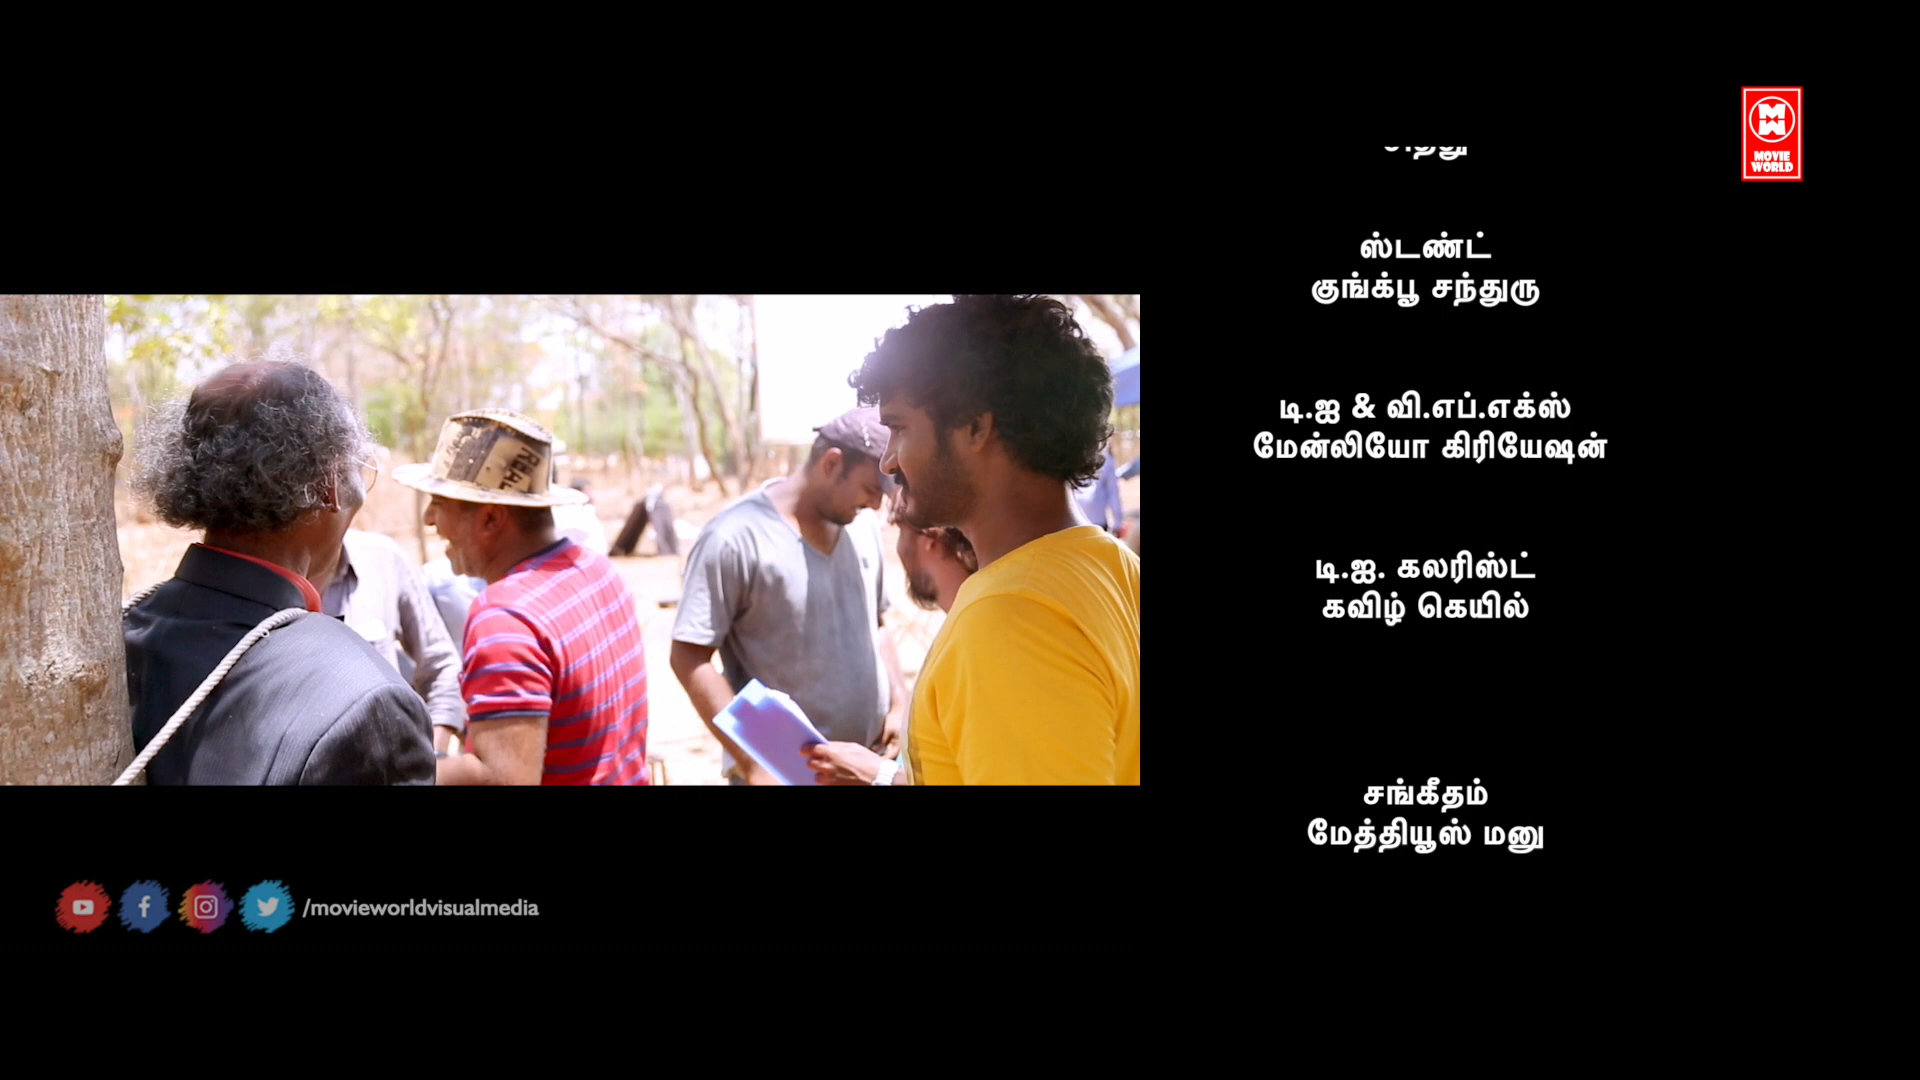 MOVIE
WORLD
ஸ்டண்ட்
குங்க்பூ சந்துரு
டி.ஐ & வி.எப்.எக்ஸ்
மேன்லியோ கிரியேஷன்
டி.ஐ. கலரிஸ்ட்
கவிழ் கெயில்
சங்கீதம்
மேத்தியூஸ் மனு
/movieworldvisualmedia